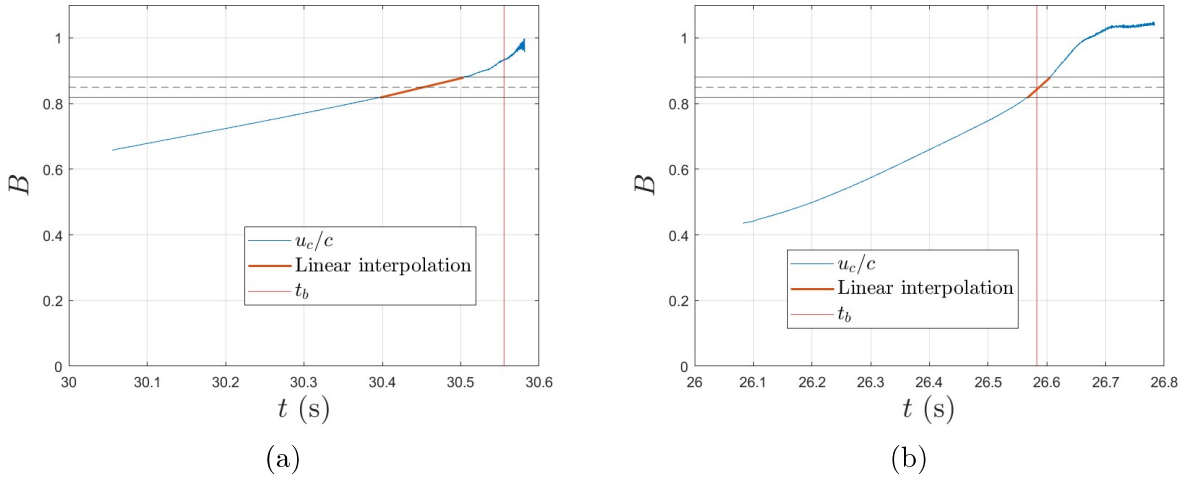 1
0.8
0.6
0.4
0.2
0
B
u_c/c
Linear interpolation
t_b
30 30.1 30.2 30.3 30.4 30.5 30.6
t (s)
(a)
1
0.8
0.6
0.4
0.2
0
B
u_c/c
Linear interpolation
t_b
26 26.1 26.2 26.3 26.4 26.5 26.6 26.7 26.8
t (s)
(b)